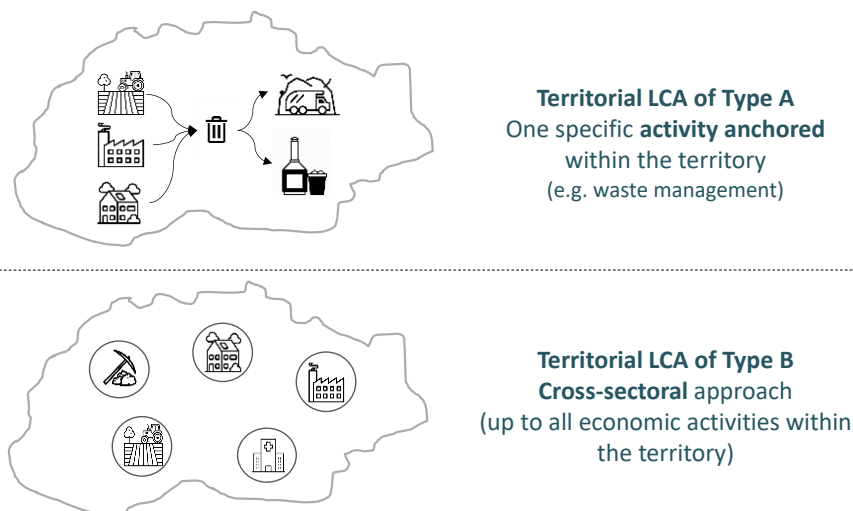 Territorial LCA of Type A
One specific activity anchored
within the territory
(e.g. waste management)
Territorial LCA of Type B
Cross-sectoral approach
(up to all economic activities within
the territory)